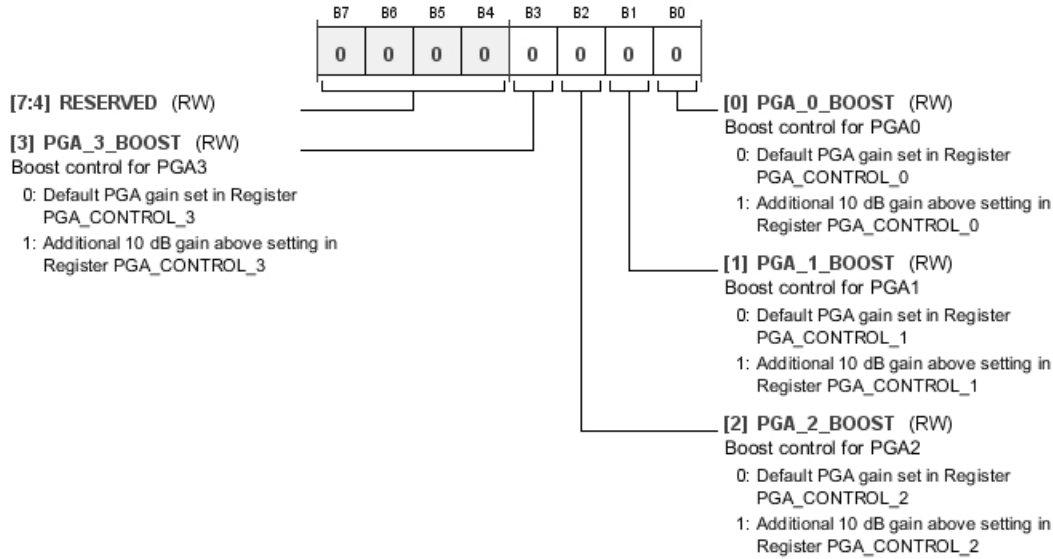 B7 B6 B5 B4 B3 B2 B1 B0
0 0 0 0 0 0 0 0
[7:4] RESERVED (RW)
[3] PGA_3_BOOST (RW)
Boost control for PGA3
0: Default PGA gain set in Register
PGA_CONTROL_3
1: Additional 10 dB gain above setting in
Register PGA_CONTROL_3
[0] PGA_0_BOOST (RW)
Boost control for PGA0
0: Default PGA gain set in Register
PGA_CONTROL_0
1: Additional 10 dB gain above setting in
Register PGA_CONTROL_0
[1] PGA_1_BOOST (RW)
Boost control for PGA1
0: Default PGA gain set in Register
PGA_CONTROL_1
1: Additional 10 dB gain above setting in
Register PGA_CONTROL_1
[2] PGA_2_BOOST (RW)
Boost control for PGA2
0: Default PGA gain set in Register
PGA_CONTROL_2
1: Additional 10 dB gain above setting in
Register PGA_CONTROL_2